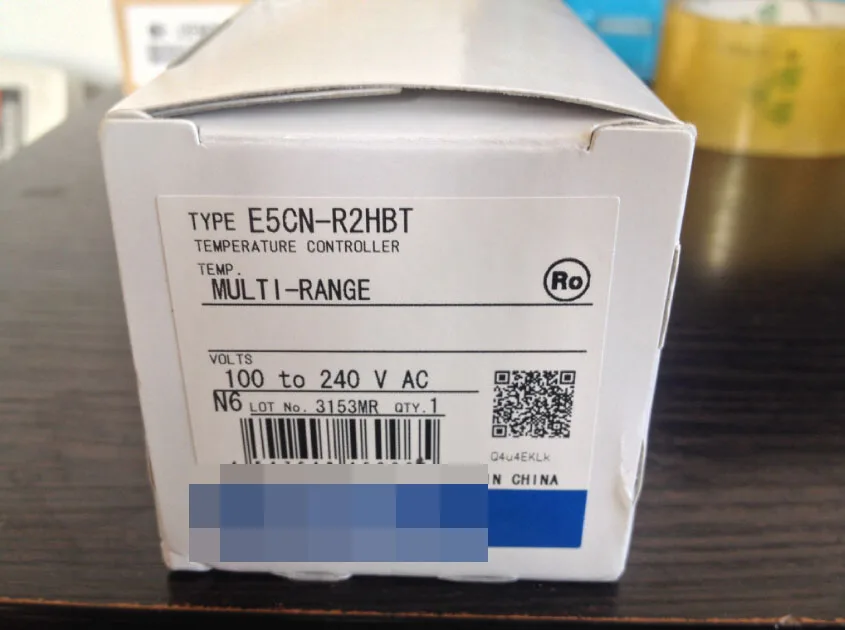 TYPE E5CN-R2HBT
TEMPERATURE CONTROLLER
TEMP.
MULTI-RANGE
Ro
VOLTS
100 to 240 V AC
N6 LOT No. 3153MR QTY.1
Q4u4EKLk
N CHINA